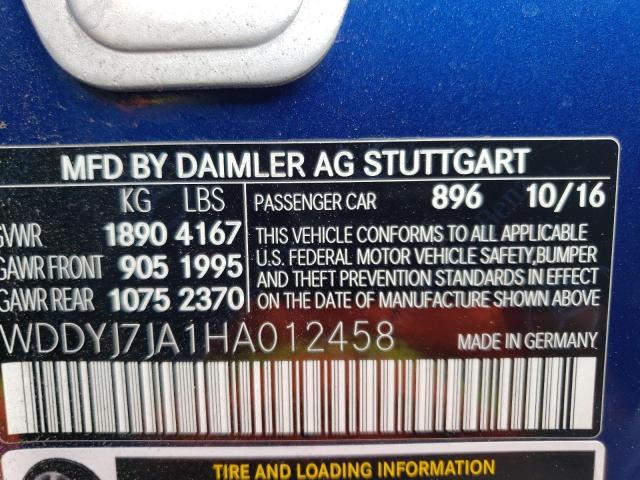 MFD BY DAIMLER AG STUTTGART
KG LBS
PASSENGER CAR 896 10/16
GVWR 1890 4167
GAWR FRONT 905 1995
GAWR REAR 1075 2370
THIS VEHICLE CONFORMS TO ALL APPLICABLE
U.S. FEDERAL MOTOR VEHICLE SAFETY,BUMPER
AND THEFT PREVENTION STANDARDS IN EFFECT
ON THE DATE OF MANUFACTURE SHOWN ABOVE
WDDYJ7JA1HA012458
MADE IN GERMANY
TIRE AND LOADING INFORMATION